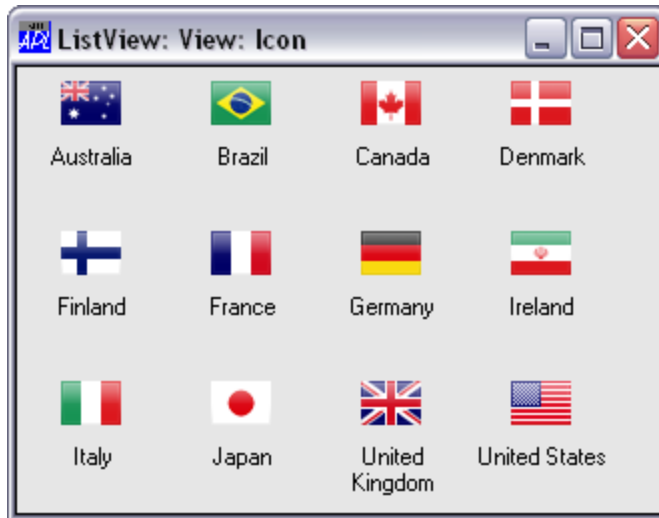 ListView: View: Icon
Australia
Brazil
Canada
Denmark
Finland
France
Germany
Ireland
Italy
Japan
United
Kingdom
United States